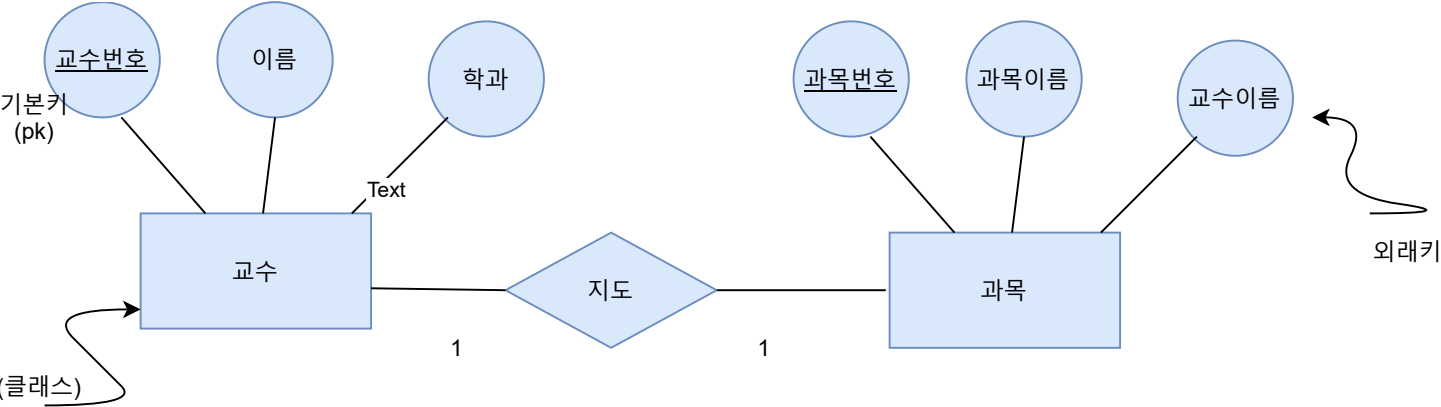 교수번호
이름
학과
과목번호
과목이름
교수이름
기본키
(pk)
Text
교수
지도
과목
외래키
1
1
(클래스)